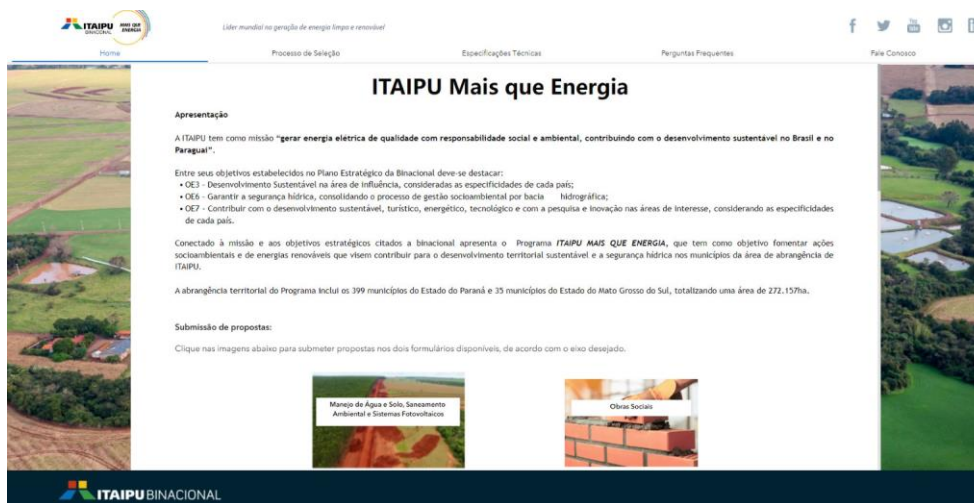 ITAIPU
BINACIONAL
MAIS QUE
ENERGIA
Líder mundial na geração de energia limpa e renovável
Home
Processo de Seleção
Especificações Técnicas
Perguntas Frequentes
Fale Conosco
ITAIPU Mais que Energia
Apresentação
A ITAIPU tem como missão “gerar energia elétrica de qualidade com responsabilidade social e ambiental, contribuindo com o desenvolvimento sustentável no Brasil e no
Paraguai”.
Entre seus objetivos estabelecidos no Plano Estratégico da Binacional deve-se destacar:
• OE3 - Desenvolvimento Sustentável na área de influência, consideradas as especificidades de cada país;
• OE6 - Garantir a segurança hídrica, consolidando o processo de gestão socioambiental por bacia hidrográfica;
• OE7 - Contribuir com o desenvolvimento sustentável, turístico, energético, tecnológico e com a pesquisa e inovação nas áreas de interesse, considerando as especificidades
de cada país.
Conectado à missão e aos objetivos estratégicos citados a binacional apresenta o Programa ITAIPU MAIS QUE ENERGIA, que tem como objetivo fomentar ações
socioambientais e de energias renováveis que visem contribuir para o desenvolvimento territorial sustentável e a segurança hídrica nos municípios da área de abrangência de
ITAIPU.
A abrangência territorial do Programa inclui os 399 municípios do Estado do Paraná e 35 municípios do Estado do Mato Grosso do Sul, totalizando uma área de 272.157ha.
Submissão de propostas:
Clique nas imagens abaixo para submeter propostas nos dois formulários disponíveis, de acordo com o eixo desejado.
Manejo de Água e Solo, Saneamento
Ambiental e Sistemas Fotovoltaicos
Obras Sociais
ITAIPU BINACIONAL